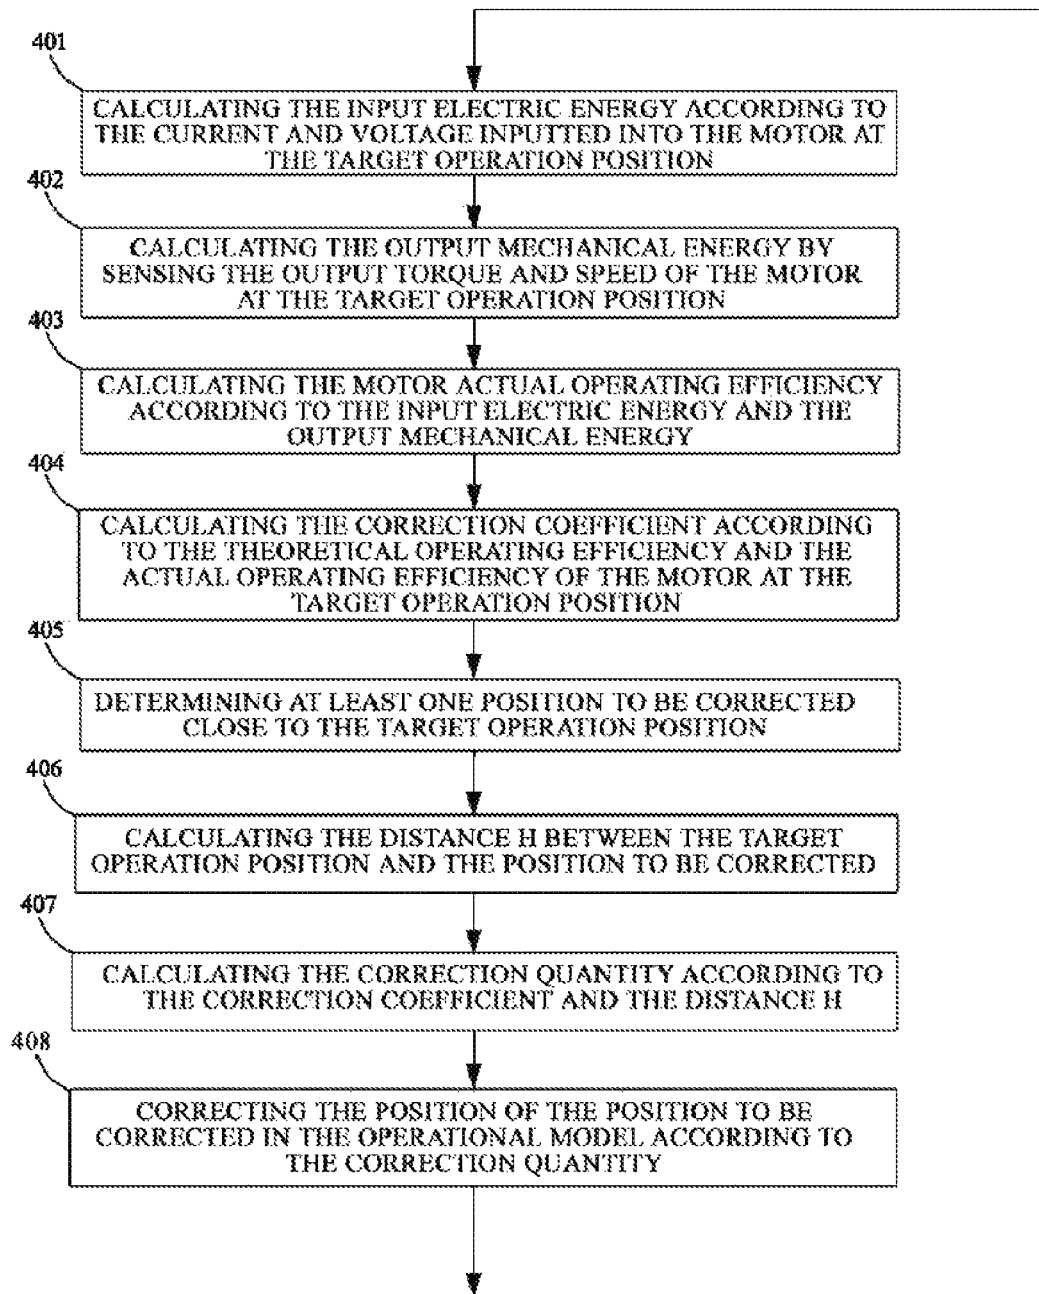 401
CALCULATING THE INPUT ELECTRIC ENERGY ACCORDING TO
THE CURRENT AND VOLTAGE INPUTTED INTO THE MOTOR AT
THE TARGET OPERATION POSITION
402
CALCULATING THE OUTPUT MECHANICAL ENERGY BY
SENSING THE OUTPUT TORQUE AND SPEED OF THE MOTOR
AT THE TARGET OPERATION POSITION
403
CALCULATING THE MOTOR ACTUAL OPERATING EFFICIENCY
ACCORDING TO THE INPUT ELECTRIC ENERGY AND THE
OUTPUT MECHANICAL ENERGY
404
CALCULATING THE CORRECTION COEFFICIENT ACCORDING
TO THE THEORETICAL OPERATING EFFICIENCY AND THE
ACTUAL OPERATING EFFICIENCY OF THE MOTOR AT THE
TARGET OPERATION POSITION
405
DETERMINING AT LEAST ONE POSITION TO BE CORRECTED
CLOSE TO THE TARGET OPERATION POSITION
406
CALCULATING THE DISTANCE H BETWEEN THE TARGET
OPERATION POSITION AND THE POSITION TO BE CORRECTED
407
CALCULATING THE CORRECTION QUANTITY ACCORDING TO
THE CORRECTION COEFFICIENT AND THE DISTANCE H
408
CORRECTING THE POSITION OF THE POSITION TO BE
CORRECTED IN THE OPERATIONAL MODEL ACCORDING TO
THE CORRECTION QUANTITY